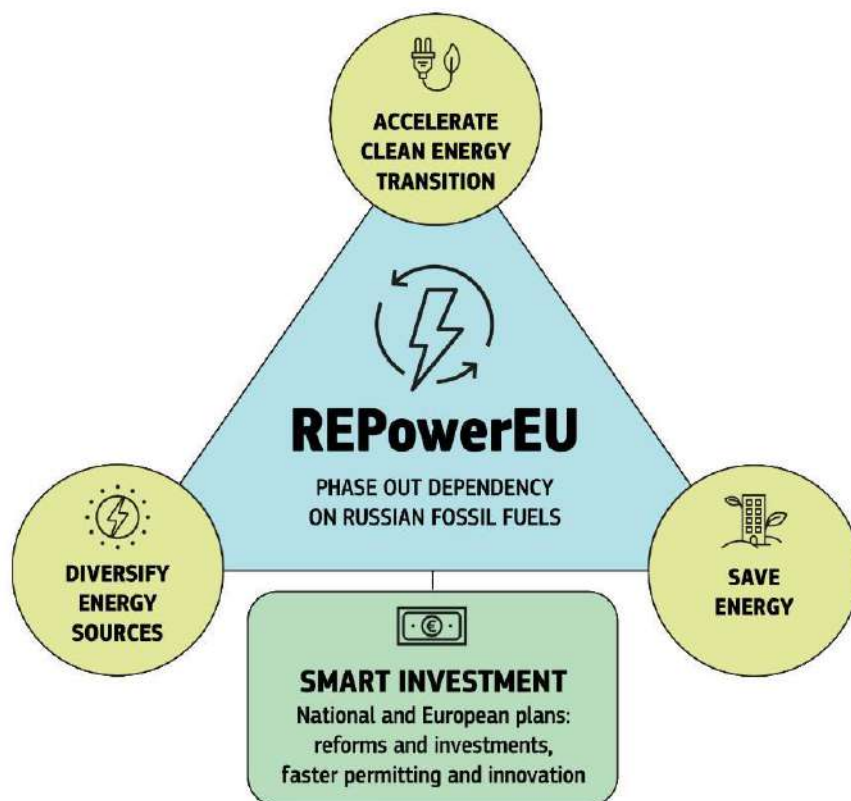 ACCELERATE
CLEAN ENERGY
TRANSITION
REPowerEU
PHASE OUT DEPENDENCY
ON RUSSIAN FOSSIL FUELS
DIVERSIFY
ENERGY
SOURCES
SAVE
ENERGY
€
SMART INVESTMENT
National and European plans:
reforms and investments,
faster permitting and innovation